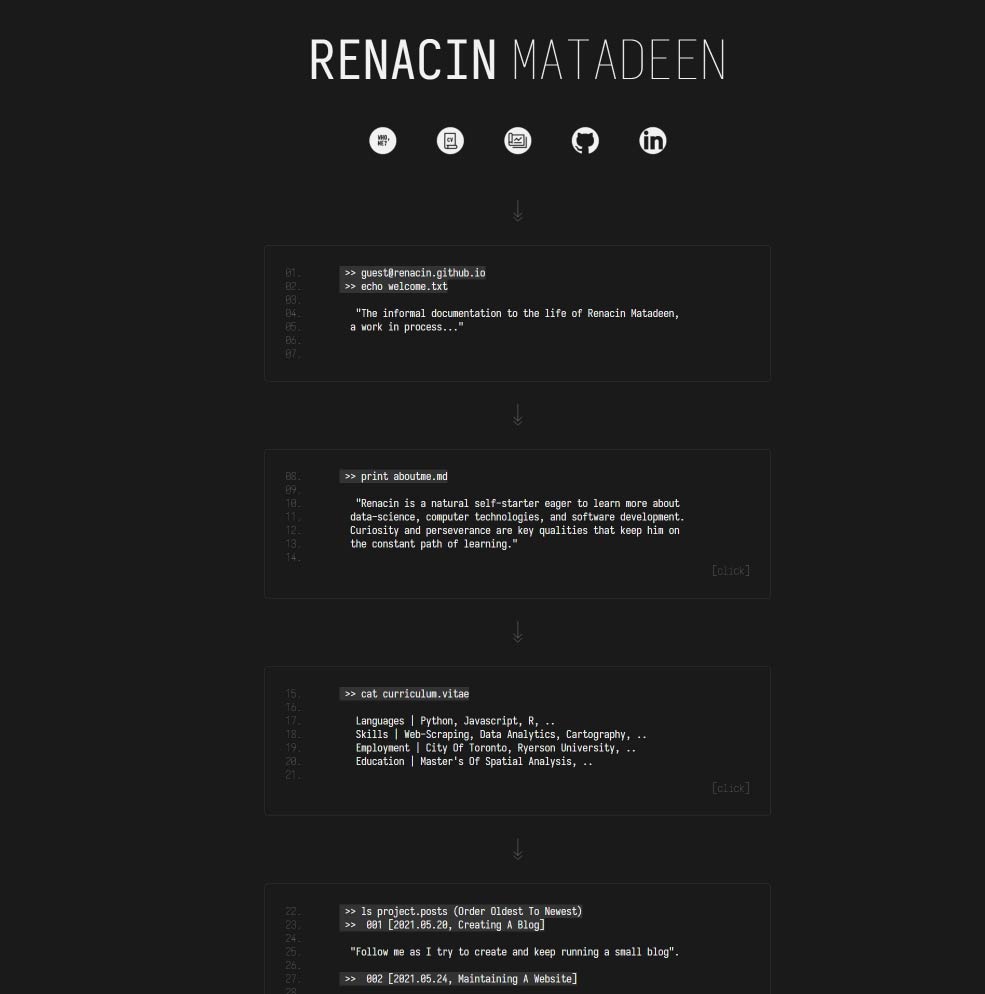 RENACIN MATADEEN
WHO, ME?
CV
in
01. >> guest@renacin.github.io
02. >> echo welcome.txt
03.
04. "The informal documentation to the life of Renacin Matadeen,
05. a work in process..."
06.
07.
08. >> print aboutme.md
09.
10. "Renacin is a natural self-starter eager to learn more about
11. data-science, computer technologies, and software development.
12. Curiosity and perseverance are key qualities that keep him on
13. the constant path of learning."
14.
[click]
15. >> cat curriculum.vitae
16.
17. Languages | Python, Javascript, R, ..
18. Skills | Web-Scraping, Data Analytics, Cartography, ..
19. Employment | City Of Toronto, Ryerson University, ..
20. Education | Master's Of Spatial Analysis, ..
21.
[click]
22. >> ls project.posts (Order Oldest To Newest)
23. >> 001 [2021.05.20, Creating A Blog]
24.
25. "Follow me as I try to create and keep running a small blog".
26.
27. >> 002 [2021.05.24, Maintaining A Website]
28.